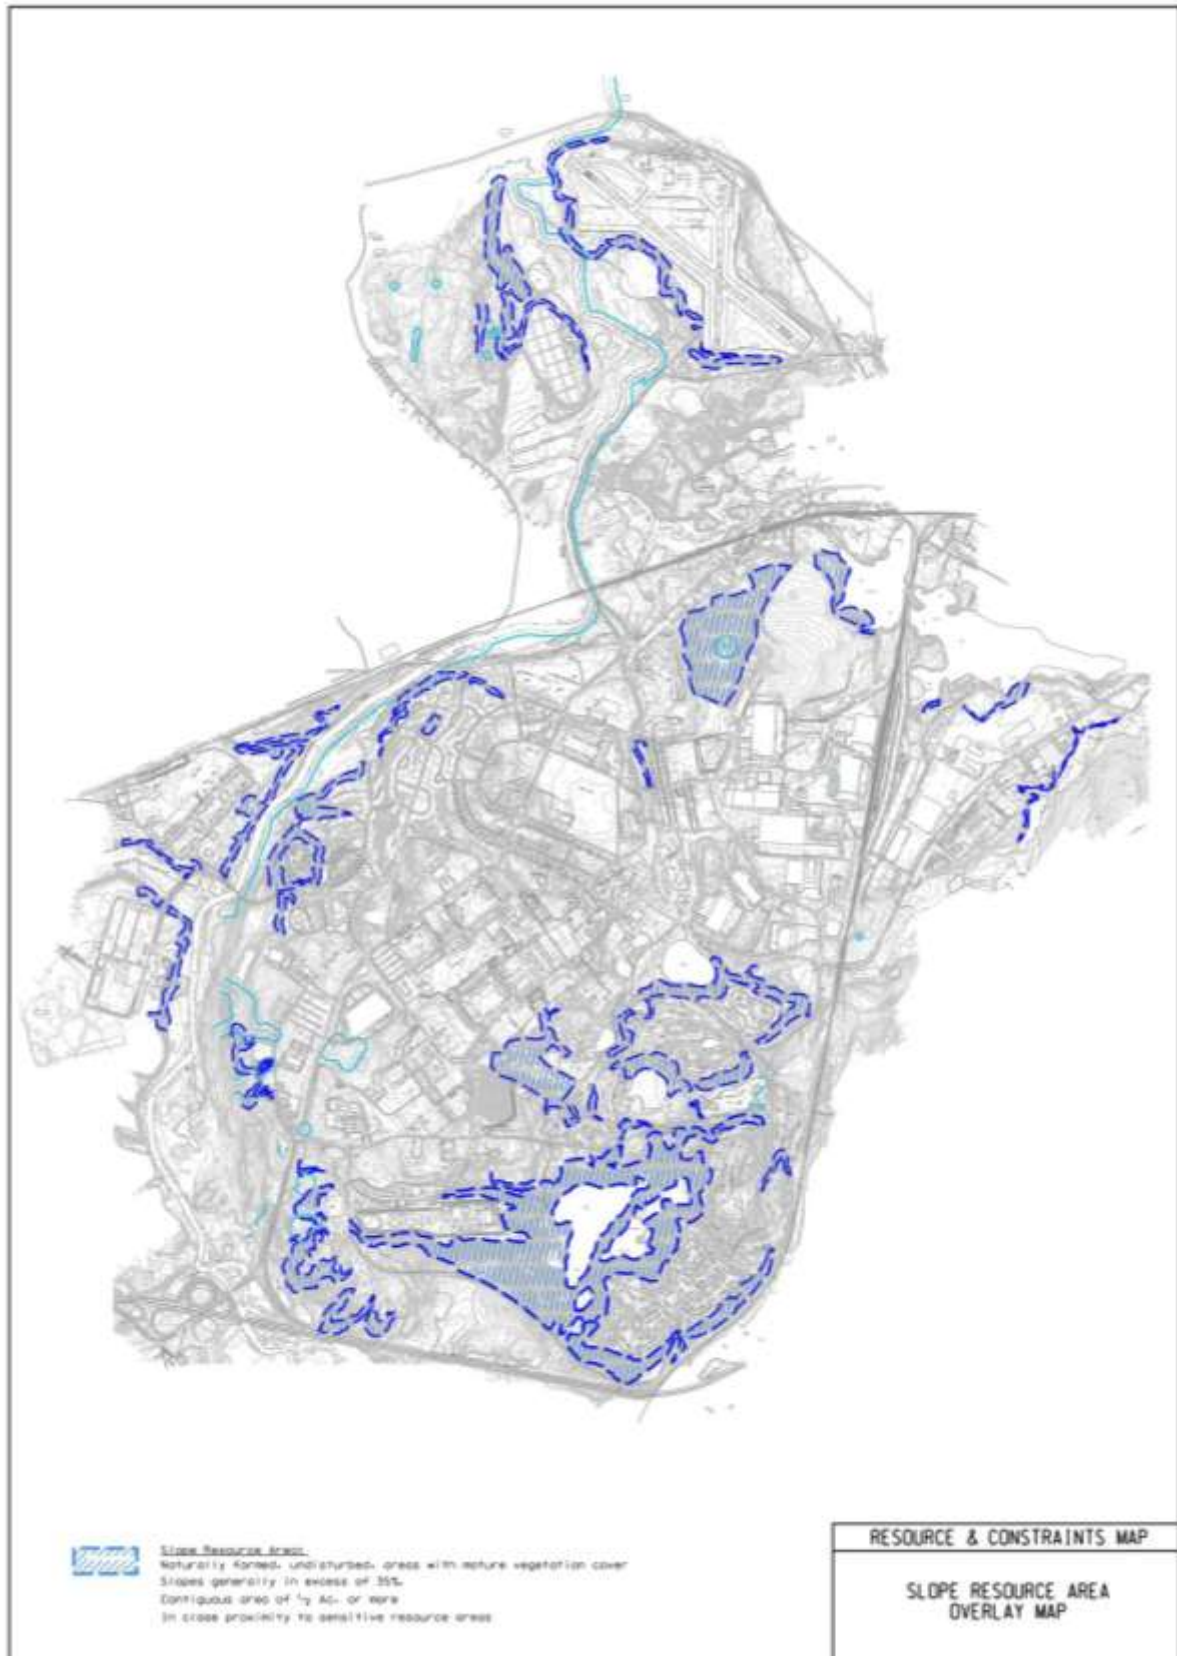 Slope Resource Areas:
Naturally formed, undisturbed, areas with mature vegetation cover
Slopes generally in excess of 35%
Contiguous area of ½ Ac. or more
In close proximity to sensitive resource areas
RESOURCE & CONSTRAINTS MAP
SLOPE RESOURCE AREA
OVERLAY MAP